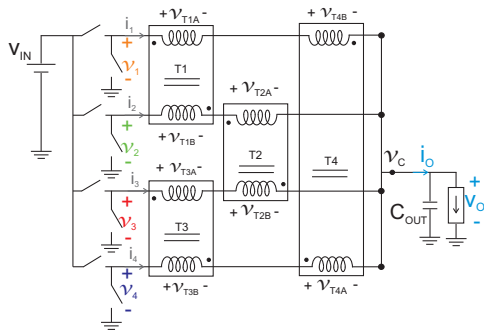 + v_T1A -
+ v_T4B -
i_1
V_IN
+
v_1
-
T1
i_2
+
v_2
-
+ v_T1B -
+ v_T2A -
T2
T4
v_C
i_O
+
v_O
-
C_OUT
i_3
+ v_T3A -
+
v_3
-
+ v_T2B -
T3
i_4
+
v_4
-
+ v_T3B -
+ v_T4A -